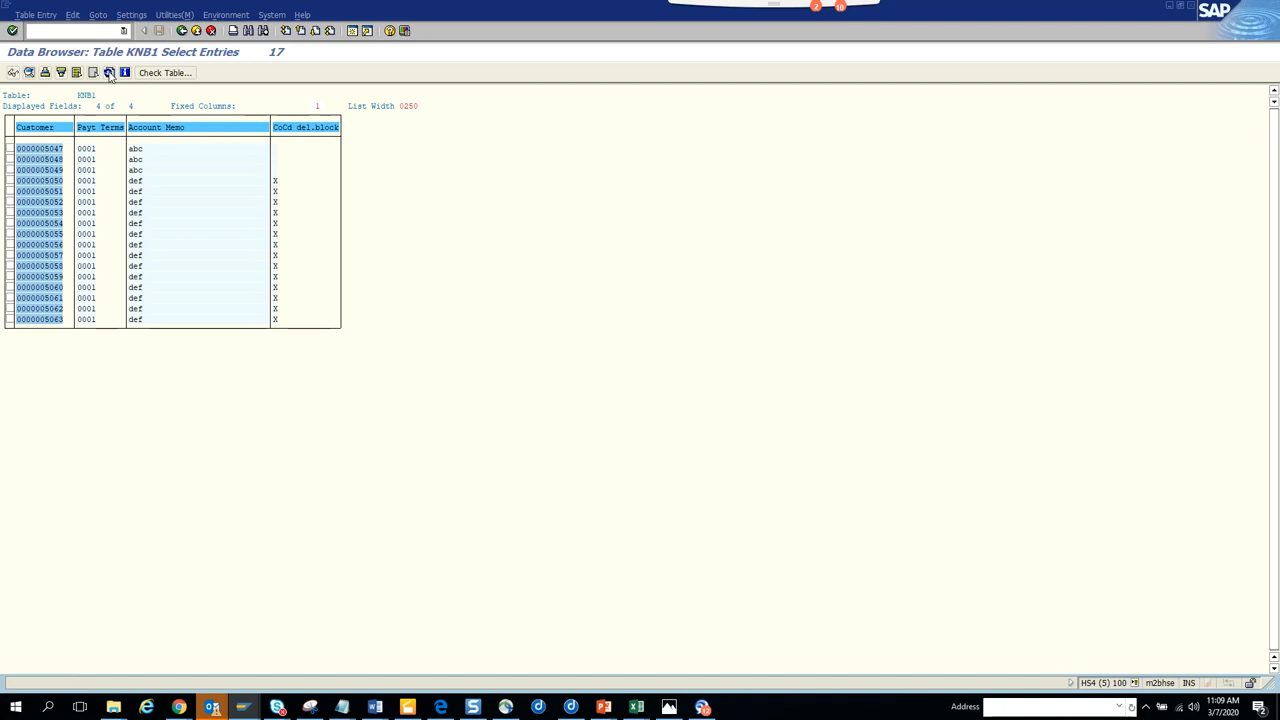 2 10
Table Entry Edit Goto Settings Utilities(M) Environment System Help
SAP
Data Browser: Table KNB1 Select Entries 17
Check Table...
Table: KNB1
Displayed Fields: 4 of 4 Fixed Columns: 1 List Width 0250
Customer Payt Terms Account Memo CoCd del.block
0000005047 0001 abc
0000005048 0001 abc
0000005049 0001 abc
0000005050 0001 def X
0000005051 0001 def X
0000005052 0001 def X
0000005053 0001 def X
0000005054 0001 def X
0000005055 0001 def X
0000005056 0001 def X
0000005057 0001 def X
0000005058 0001 def X
0000005059 0001 def X
0000005060 0001 def X
0000005061 0001 def X
0000005062 0001 def X
0000005063 0001 def X
HS4 (5) 100 m2bhse INS
Address
11:09 AM
3/7/2020